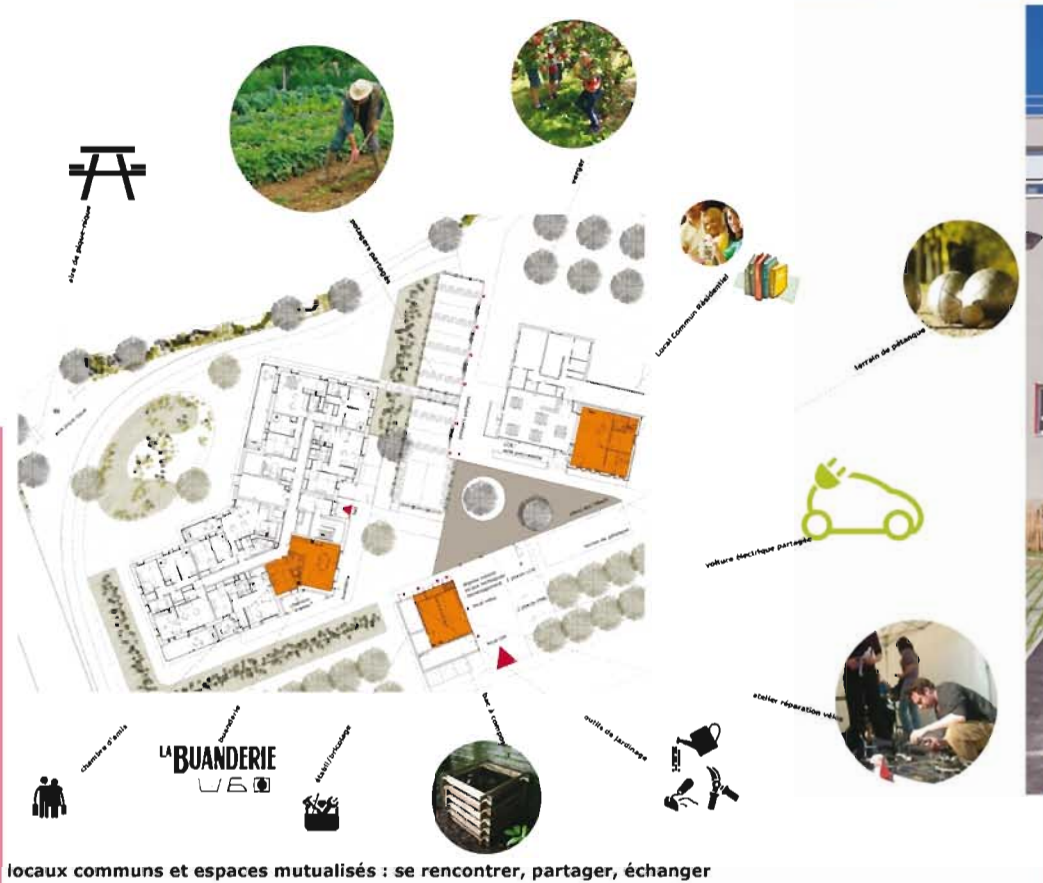 verger
aire de pique-nique
potagers partagés
Local Commun Résidentiel
terrain de pétanque
voiture électrique partagée
atelier réparation vélos
chambre d'amis
buanderie
LA BUANDERIE
établi/bricolage
bac à compost
outils de jardinage
locaux communs et espaces mutualisés : se rencontrer, partager, échanger